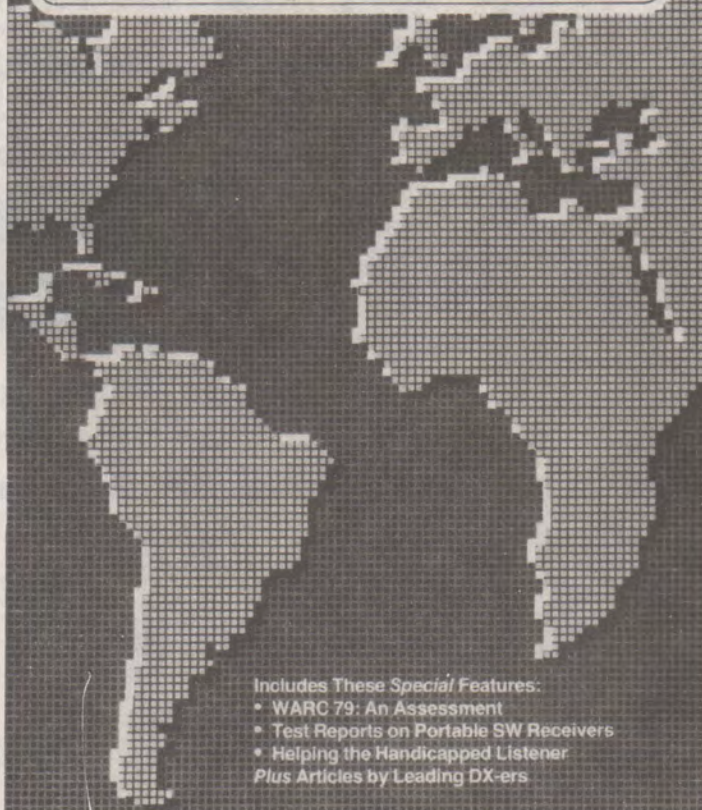 Includes These Special Features:
• WARC 79: An Assessment
• Test Reports on Portable SW Receivers
• Helping the Handicapped Listener
Plus Articles by Leading DX-ers